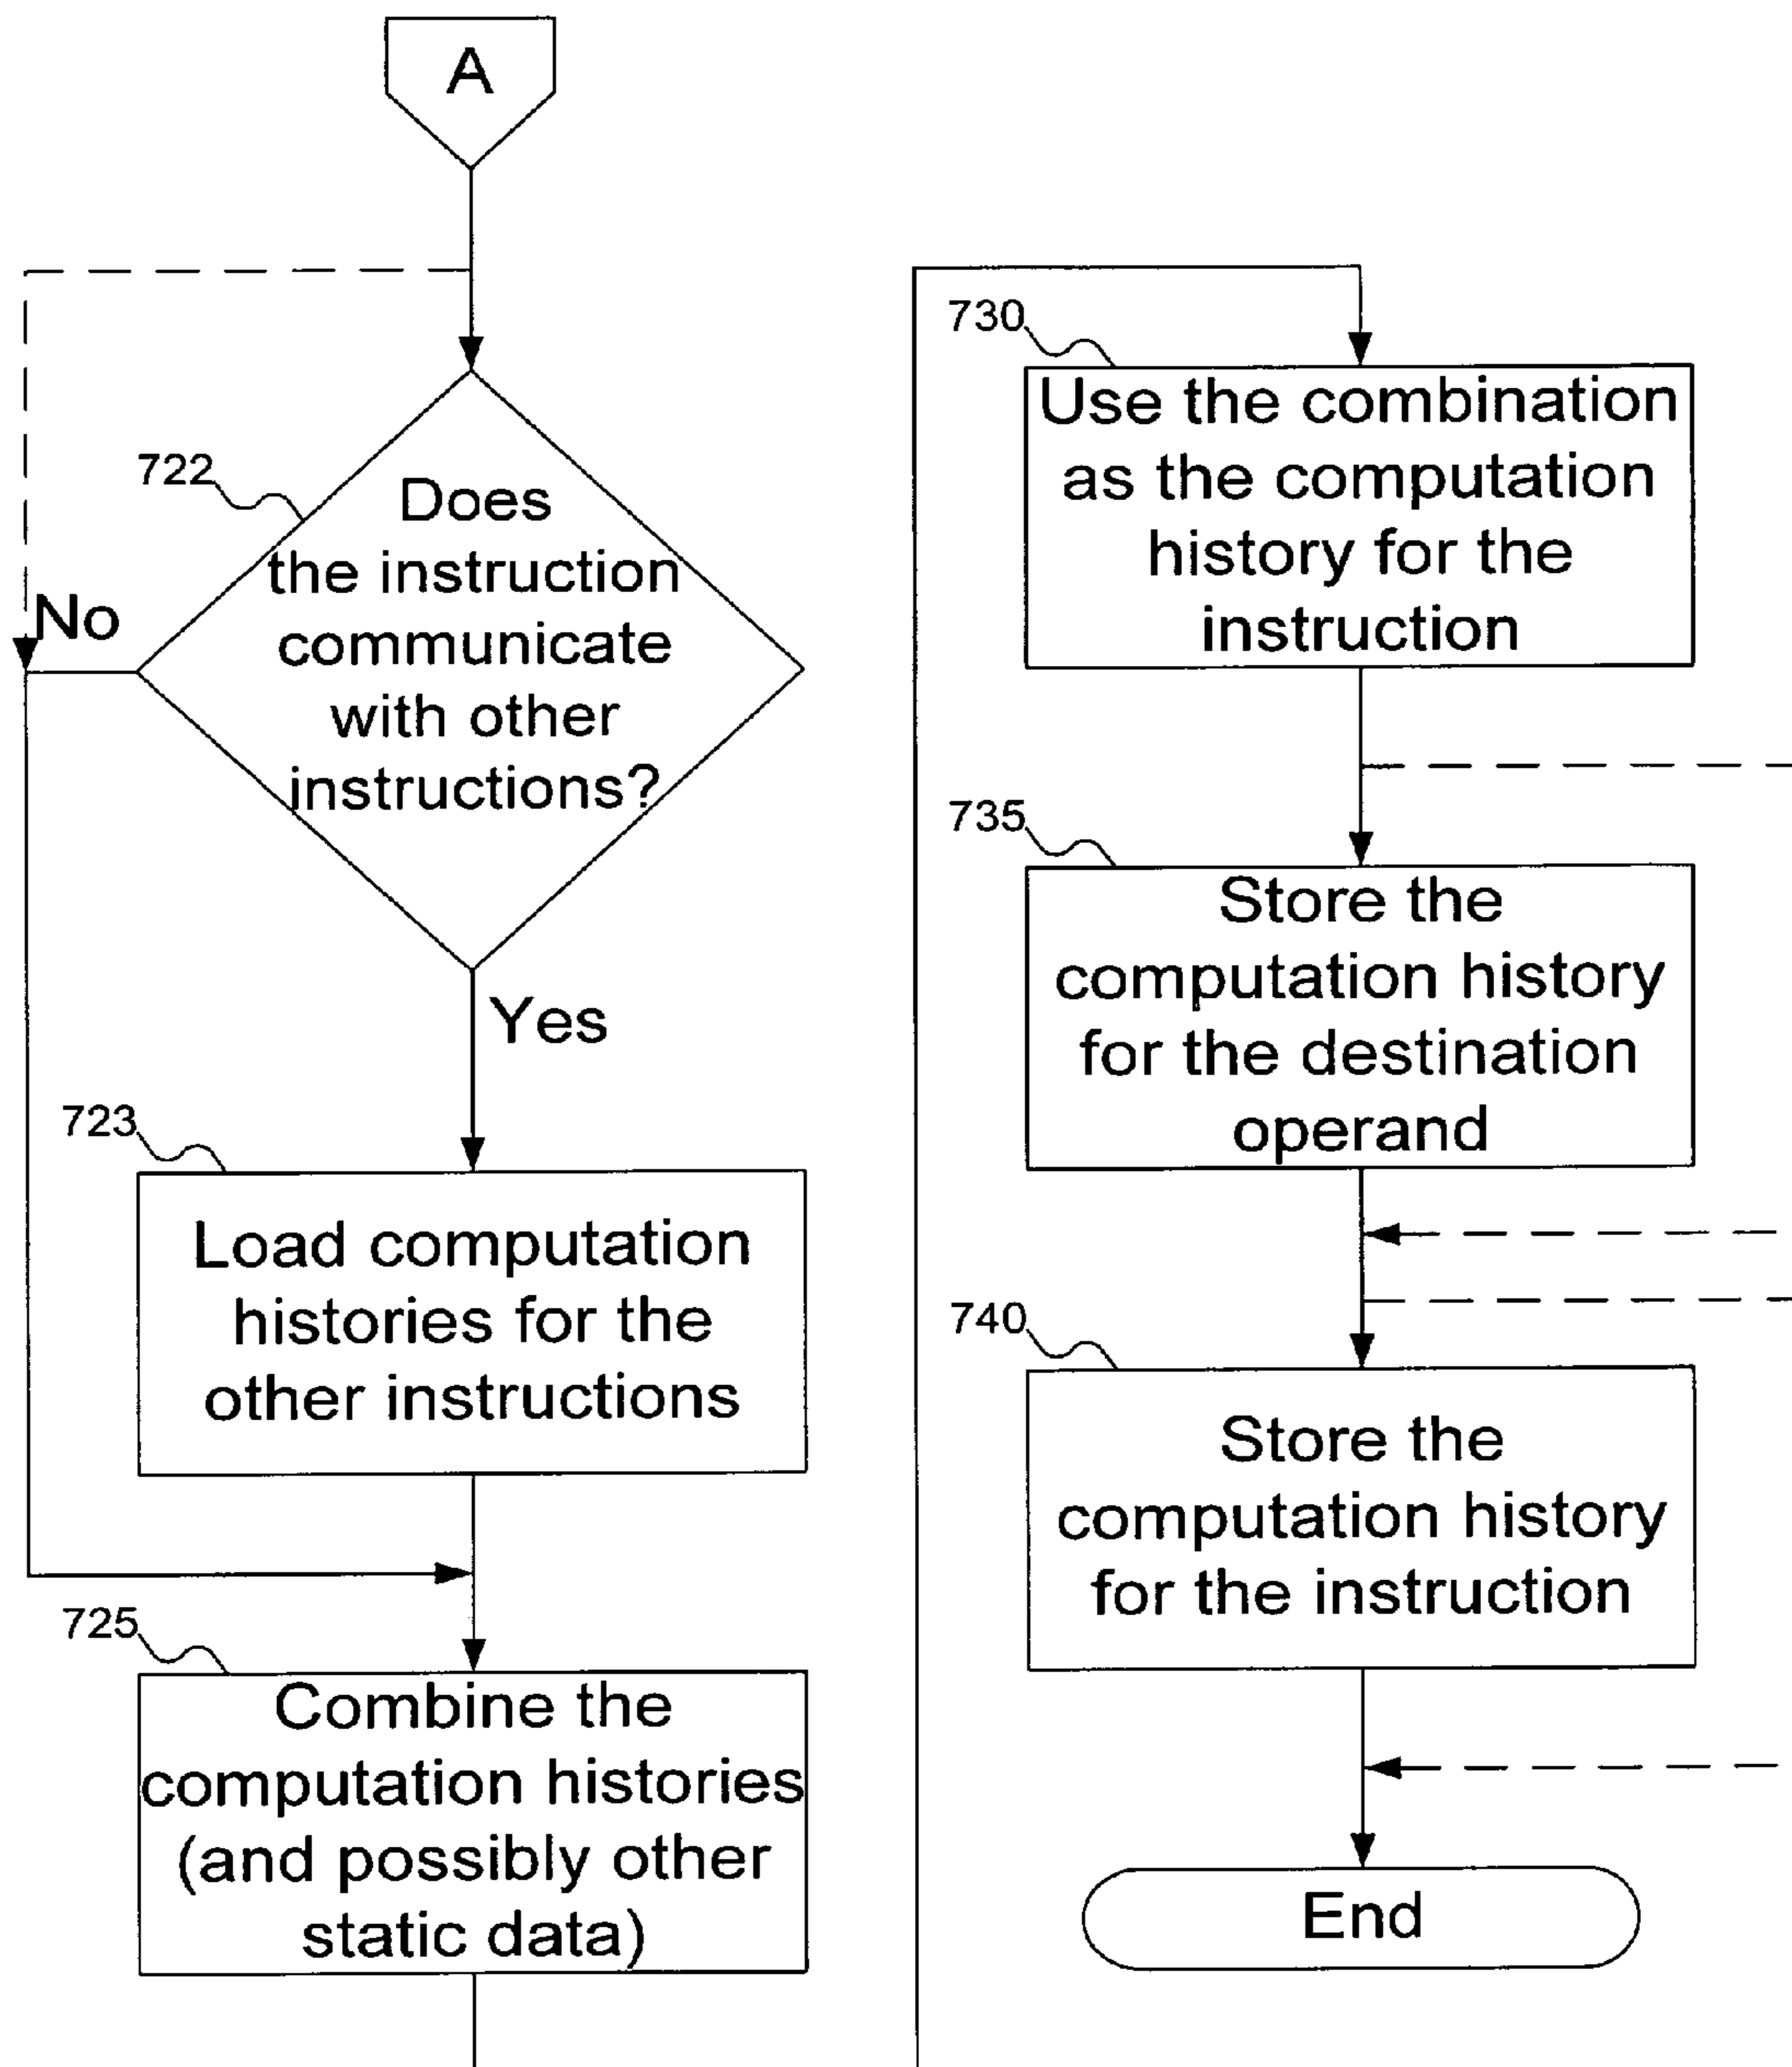 A
722
Does
the instruction
communicate
with other
instructions?
No
Yes
723
Load computation
histories for the
other instructions
725
Combine the
computation histories
(and possibly other
static data)
730
Use the combination
as the computation
history for the
instruction
735
Store the
computation history
for the destination
operand
740
Store the
computation history
for the instruction
End